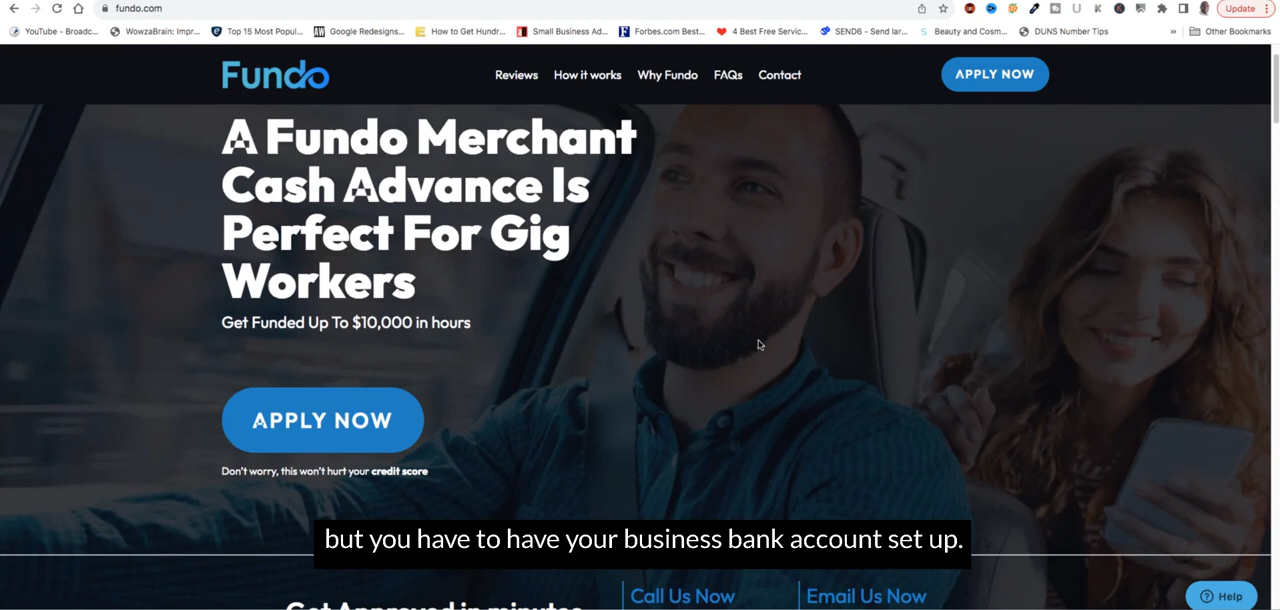 fundo.com
Update
YouTube - Broadc...
WowzaBrain: Impr...
Top 15 Most Popul...
Google Redesigns...
How to Get Hundr...
Small Business Ad...
Forbes.com Best...
4 Best Free Servic...
SEND6 - Send lar...
Beauty and Cosm...
DUNS Number Tips
»
Other Bookmarks
Fundo
Reviews
How it works
Why Fundo
FAQs
Contact
APPLY NOW
A Fundo Merchant
Cash Advance Is
Perfect For Gig
Workers
Get Funded Up To $10,000 in hours
APPLY NOW
Don't worry, this won't hurt your credit score
but you have to have your business bank account set up.
Get Approved in minutes
Call Us Now
Email Us Now
Help